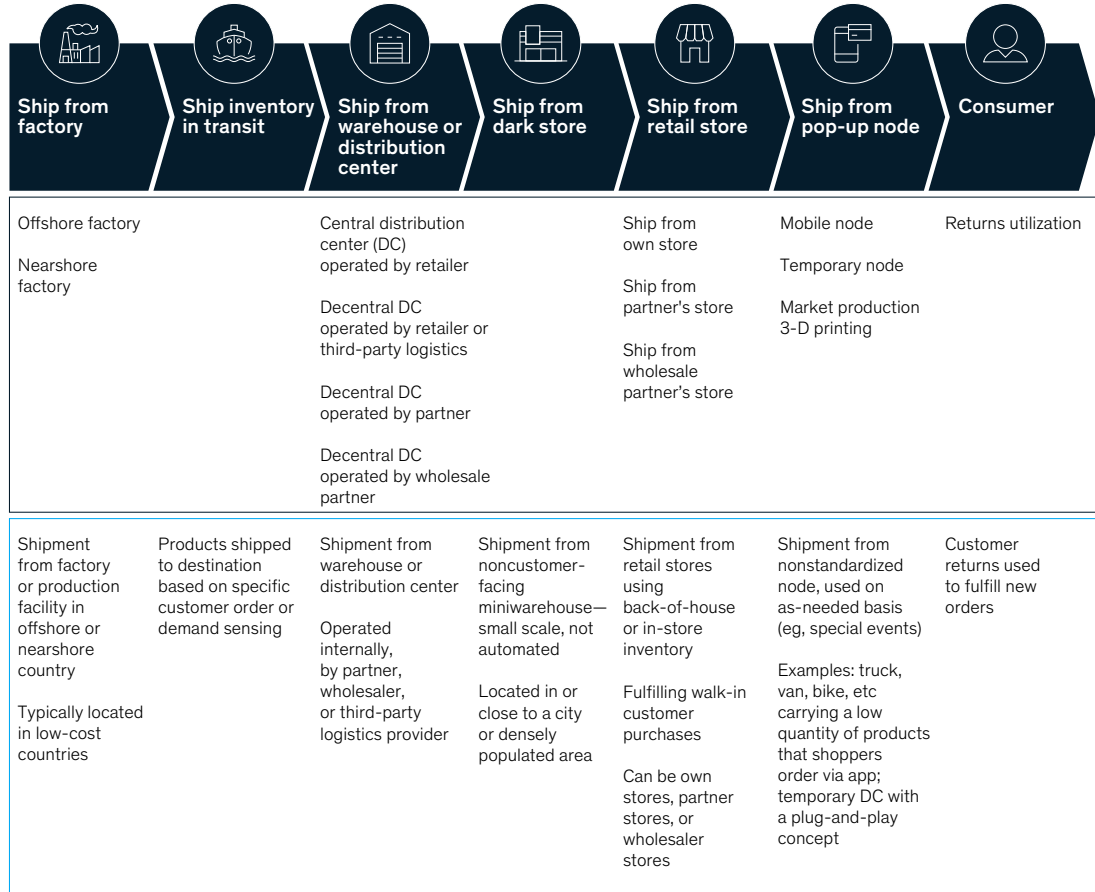 Ship from
factory
Ship inventory
in transit
Ship from
warehouse or
distribution
center
Ship from
dark store
Ship from
retail store
Ship from
pop-up node
Consumer
Offshore factory
Nearshore
factory
Central distribution
center (DC)
operated by retailer
Decentral DC
operated by retailer or
third-party logistics
Decentral DC
operated by partner
Decentral DC
operated by wholesale
partner
Ship from
own store
Ship from
partner's store
Ship from
wholesale
partner’s store
Mobile node
Temporary node
Market production
3-D printing
Returns utilization
Shipment
from factory
or production
facility in
offshore or
nearshore
country
Typically located
in low-cost
countries
Products shipped
to destination
based on specific
customer order or
demand sensing
Shipment from
warehouse or
distribution center
Operated
internally,
by partner,
wholesaler,
or third-party
logistics provider
Shipment from
noncustomer-
facing
miniwarehouse—
small scale, not
automated
Located in or
close to a city
or densely
populated area
Shipment from
retail stores
using
back-of-house
or in-store
inventory
Fulfilling walk-in
customer
purchases
Can be own
stores, partner
stores, or
wholesaler
stores
Shipment from
nonstandardized
node, used on
as-needed basis
(eg, special events)
Examples: truck,
van, bike, etc
carrying a low
quantity of products
that shoppers
order via app;
temporary DC with
a plug-and-play
concept
Customer
returns used
to fulfill new
orders